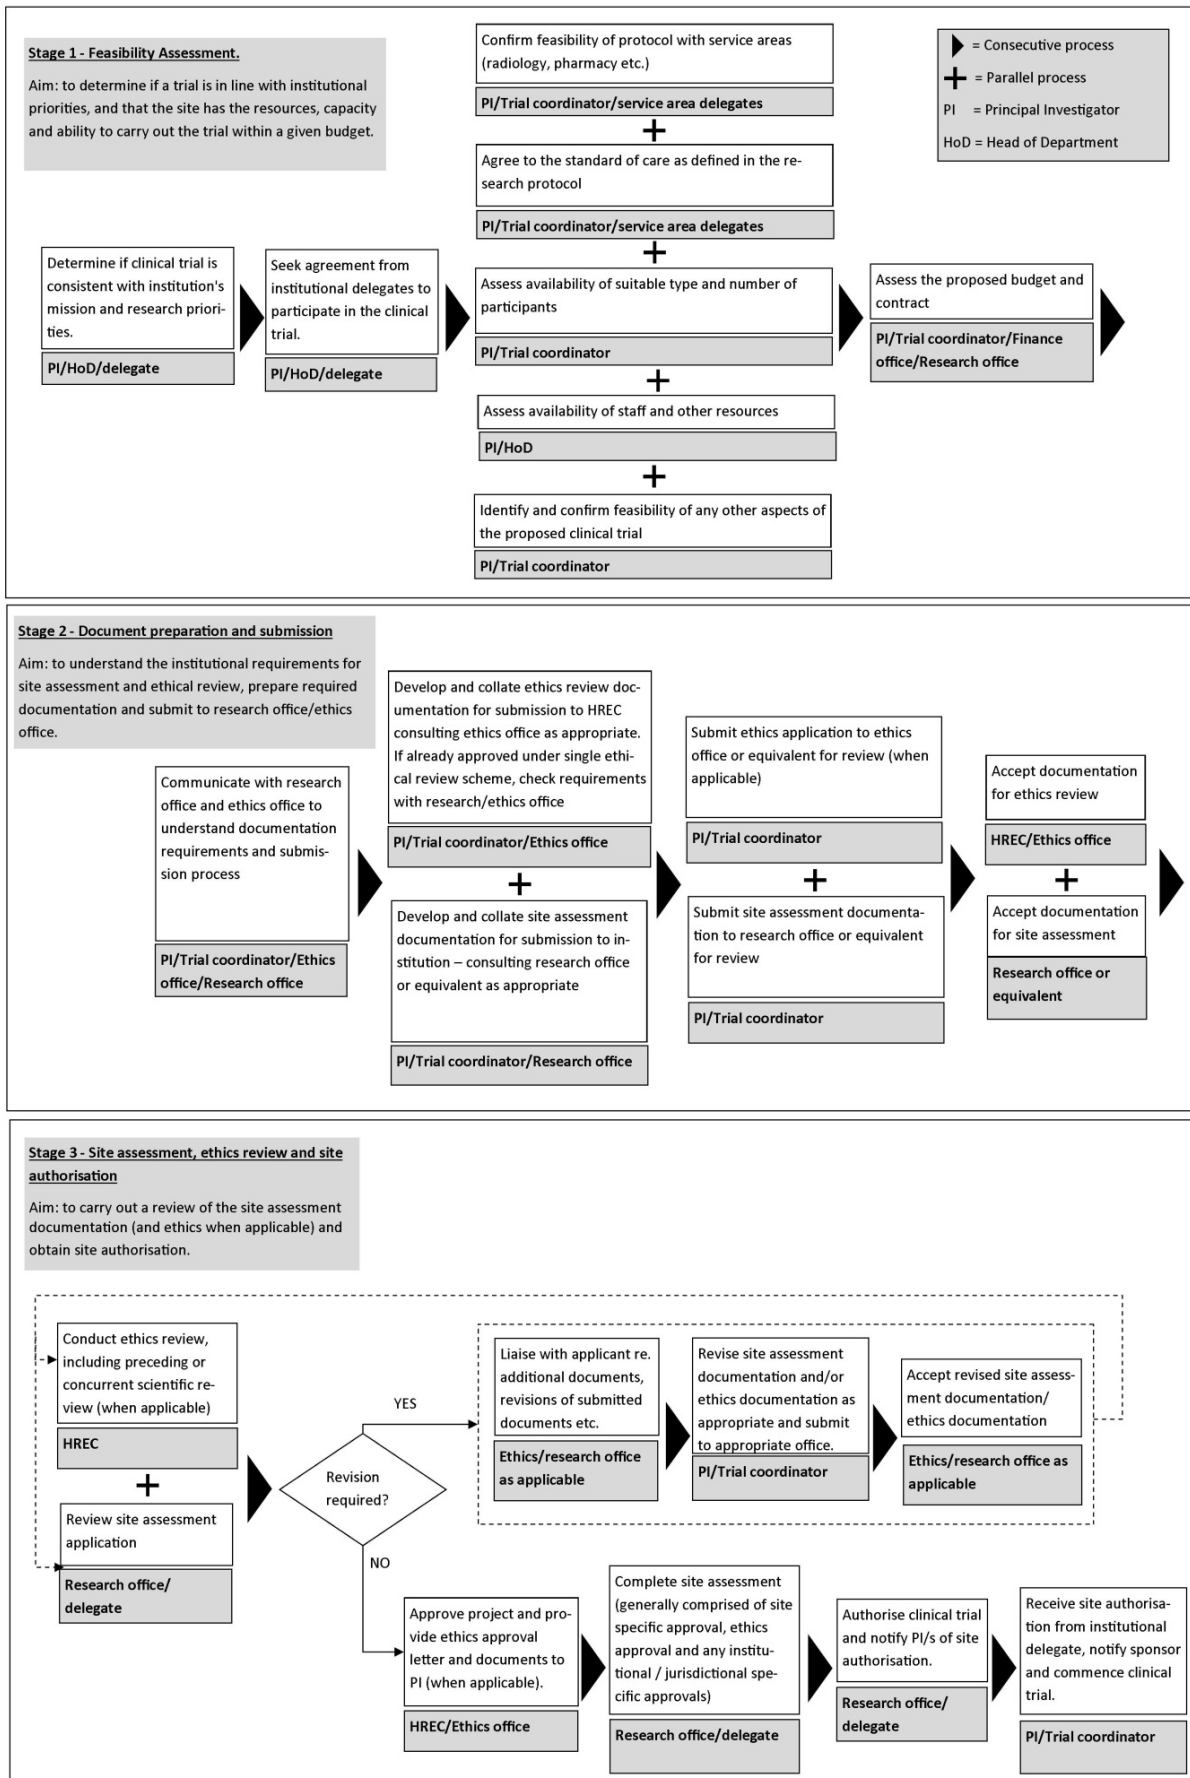 Stage 1 - Feasibility Assessment.
Aim: to determine if a trial is in line with institutional
priorities, and that the site has the resources, capacity
and ability to carry out the trial within a given budget.
Confirm feasibility of protocol with service areas
(radiology, pharmacy etc.)
PI/Trial coordinator/service area delegates
+
Agree to the standard of care as defined in the re-
search protocol
PI/Trial coordinator/service area delegates
+
= Consecutive process
+ = Parallel process
PI = Principal Investigator
HoD = Head of Department
Determine if clinical trial is
consistent with institution's
mission and research priori-
ties.
PI/HoD/delegate
Seek agreement from
institutional delegates to
participate in the clinical
trial.
PI/HoD/delegate
Assess availability of suitable type and number of
participants
PI/Trial coordinator
+
Assess availability of staff and other resources
PI/HoD
+
Identify and confirm feasibility of any other aspects of
the proposed clinical trial
PI/Trial coordinator
Assess the proposed budget and
contract
PI/Trial coordinator/Finance
office/Research office
Stage 2 - Document preparation and submission
Aim: to understand the institutional requirements for
site assessment and ethical review, prepare required
documentation and submit to research office/ethics
office.
Communicate with research
office and ethics office to
understand documentation
requirements and submis-
sion process
PI/Trial coordinator/Ethics
office/Research office
Develop and collate ethics review doc-
umentation for submission to HREC
consulting ethics office as appropriate.
If already approved under single ethi-
cal review scheme, check requirements
with research/ethics office
PI/Trial coordinator/Ethics office
+
Develop and collate site assessment
documentation for submission to in-
stitution – consulting research office
or equivalent as appropriate
PI/Trial coordinator/Research office
Submit ethics application to ethics
office or equivalent for review (when
applicable)
PI/Trial coordinator
+
Submit site assessment documenta-
tion to research office or equivalent
for review
PI/Trial coordinator
Accept documentation
for ethics review
HREC/Ethics office
+
Accept documentation
for site assessment
Research office or
equivalent
Stage 3 - Site assessment, ethics review and site
authorisation
Aim: to carry out a review of the site assessment
documentation (and ethics when applicable) and
obtain site authorisation.
Conduct ethics review,
including preceding or
concurrent scientific re-
view (when applicable)
HREC
+
Review site assessment
application
Research office/
delegate
Revision
required?
YES
Liaise with applicant re.
additional documents,
revisions of submitted
documents etc.
Ethics/research office
as applicable
Revise site assessment
documentation and/or
ethics documentation as
appropriate and submit
to appropriate office.
PI/Trial coordinator
Accept revised site assess-
ment documentation/
ethics documentation
Ethics/research office as
applicable
NO
Approve project and pro-
vide ethics approval
letter and documents to
PI (when applicable).
HREC/Ethics office
Complete site assessment
(generally comprised of site
specific approval, ethics
approval and any institu-
tional / jurisdictional spe-
cific approvals)
Research office/delegate
Authorise clinical trial
and notify PI/s of site
authorisation.
Research office/
delegate
Receive site authorisa-
tion from institutional
delegate, notify sponsor
and commence clinical
trial.
PI/Trial coordinator